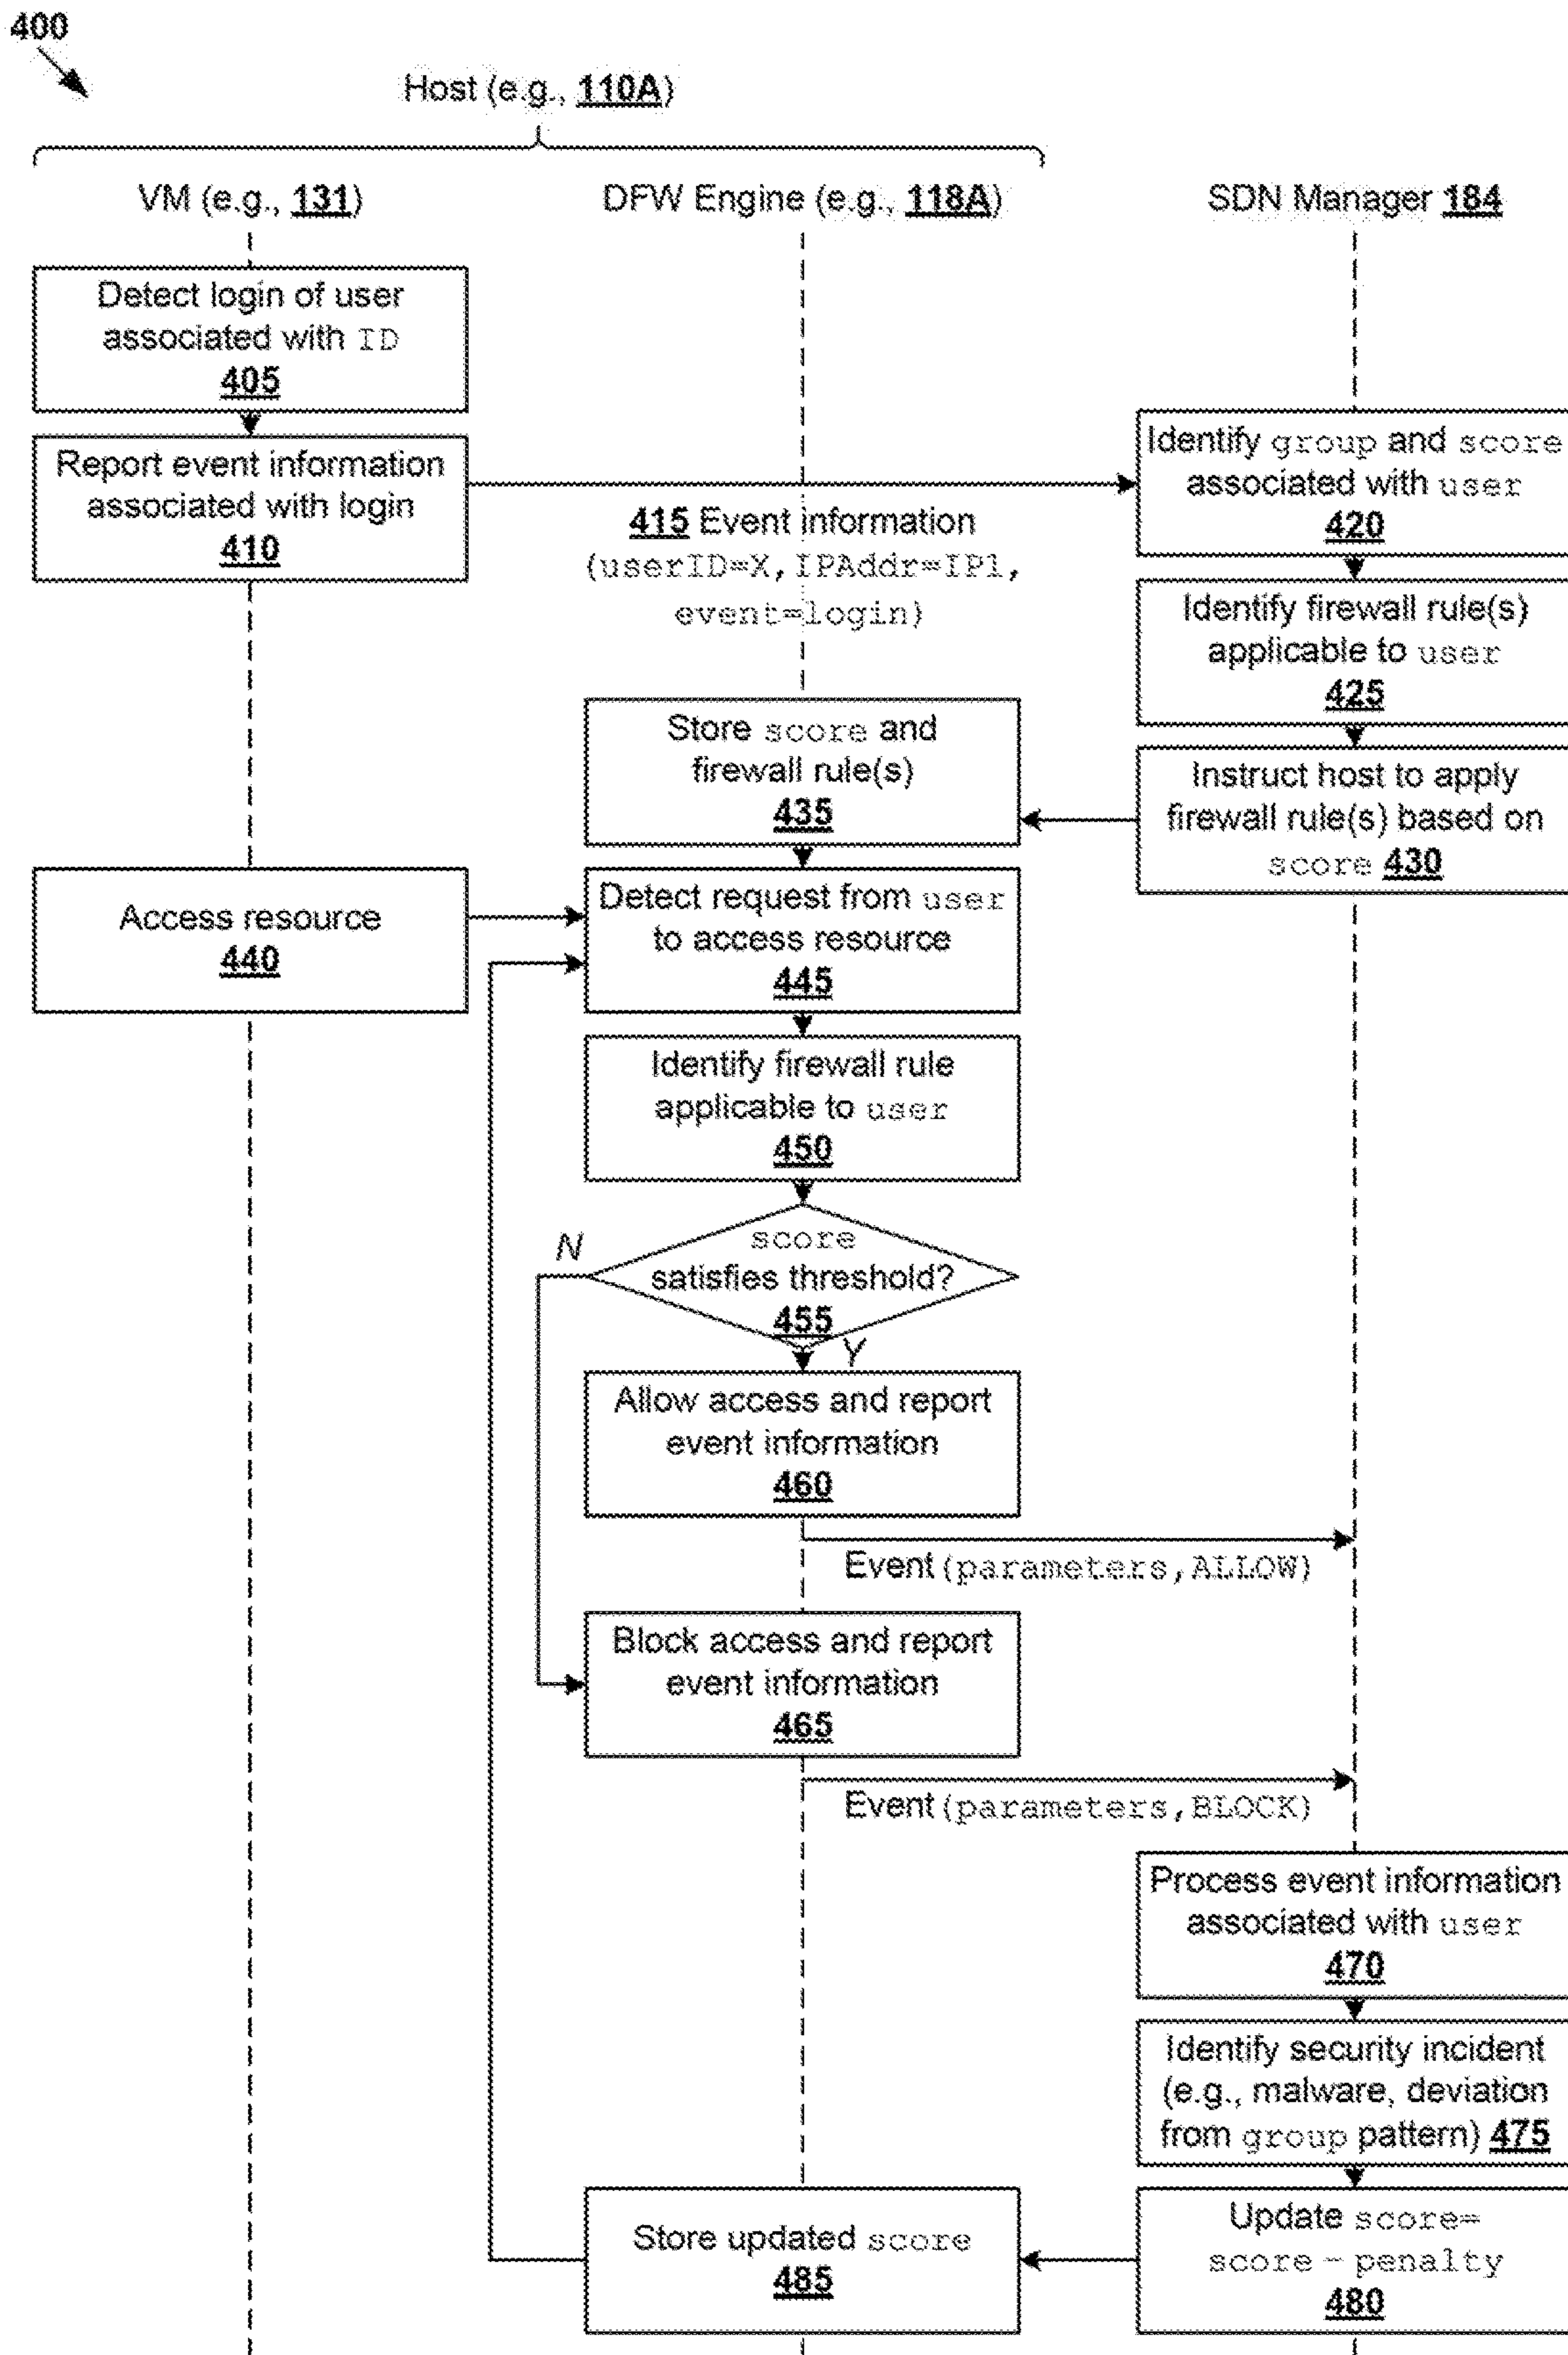 400
Host (e.g., 110A)
VM (e.g., 131)
DFW Engine (e.g., 118A)
SDN Manager 184
Detect login of user
associated with ID
405
Report event information
associated with login
410
415 Event information
(userID=X, IPAddr=IP1,
event=login)
Identify group and score
associated with user
420
Identify firewall rule(s)
applicable to user
425
Instruct host to apply
firewall rule(s) based on
score 430
Store score and
firewall rule(s)
435
Access resource
440
Detect request from user
to access resource
445
Identify firewall rule
applicable to user
450
score
satisfies threshold?
455
N
Y
Allow access and report
event information
460
Event (parameters, ALLOW)
Block access and report
event information
465
Event (parameters, BLOCK)
Process event information
associated with user
470
Identify security incident
(e.g., malware, deviation
from group pattern) 475
Update score=
score - penalty
480
Store updated score
485